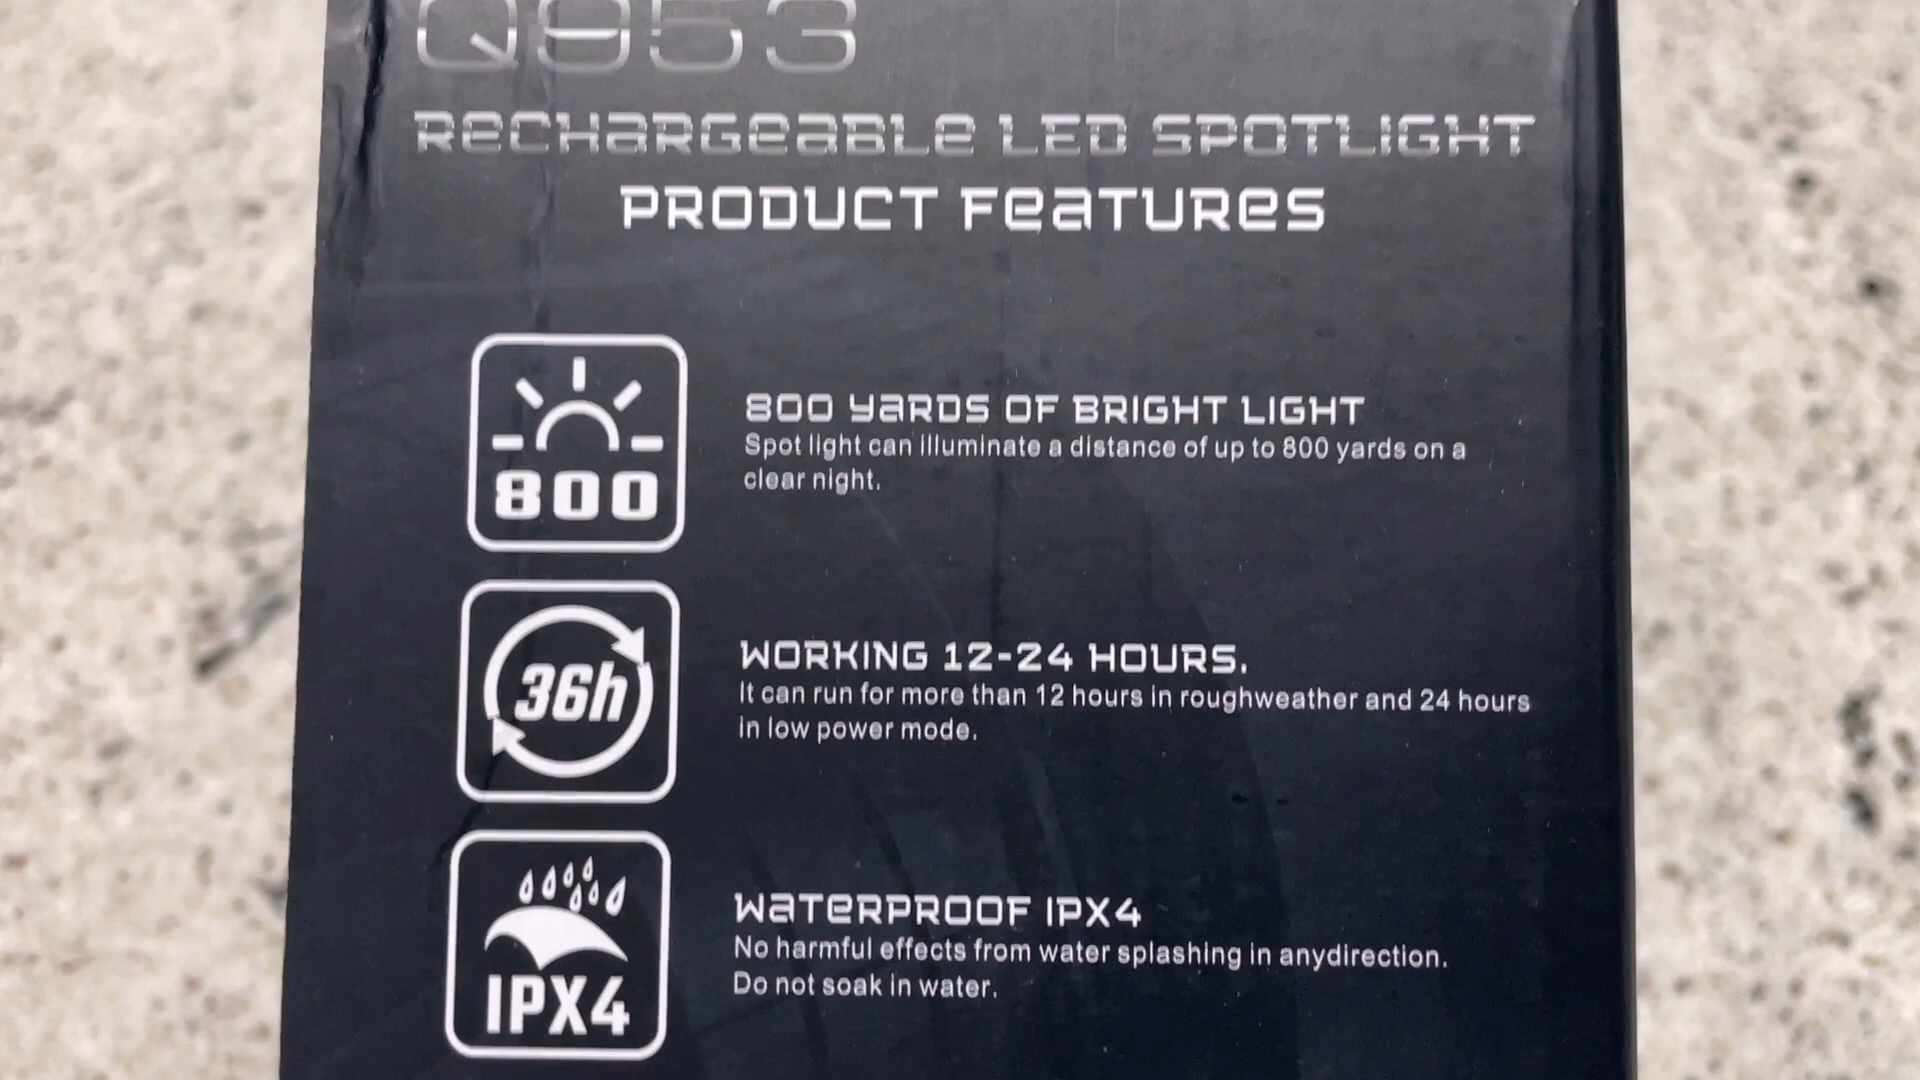 Q953
RECHARGEABLE LED SPOTLIGHT
PRODUCT FEATURES
800
800 YARDS OF BRIGHT LIGHT
Spot light can illuminate a distance of up to 800 yards on a
clear night.
36h
WORKING 12-24 HOURS.
It can run for more than 12 hours in roughweather and 24 hours
in low power mode.
IPX4
WATERPROOF IPX4
No harmful effects from water splashing in anydirection.
Do not soak in water.